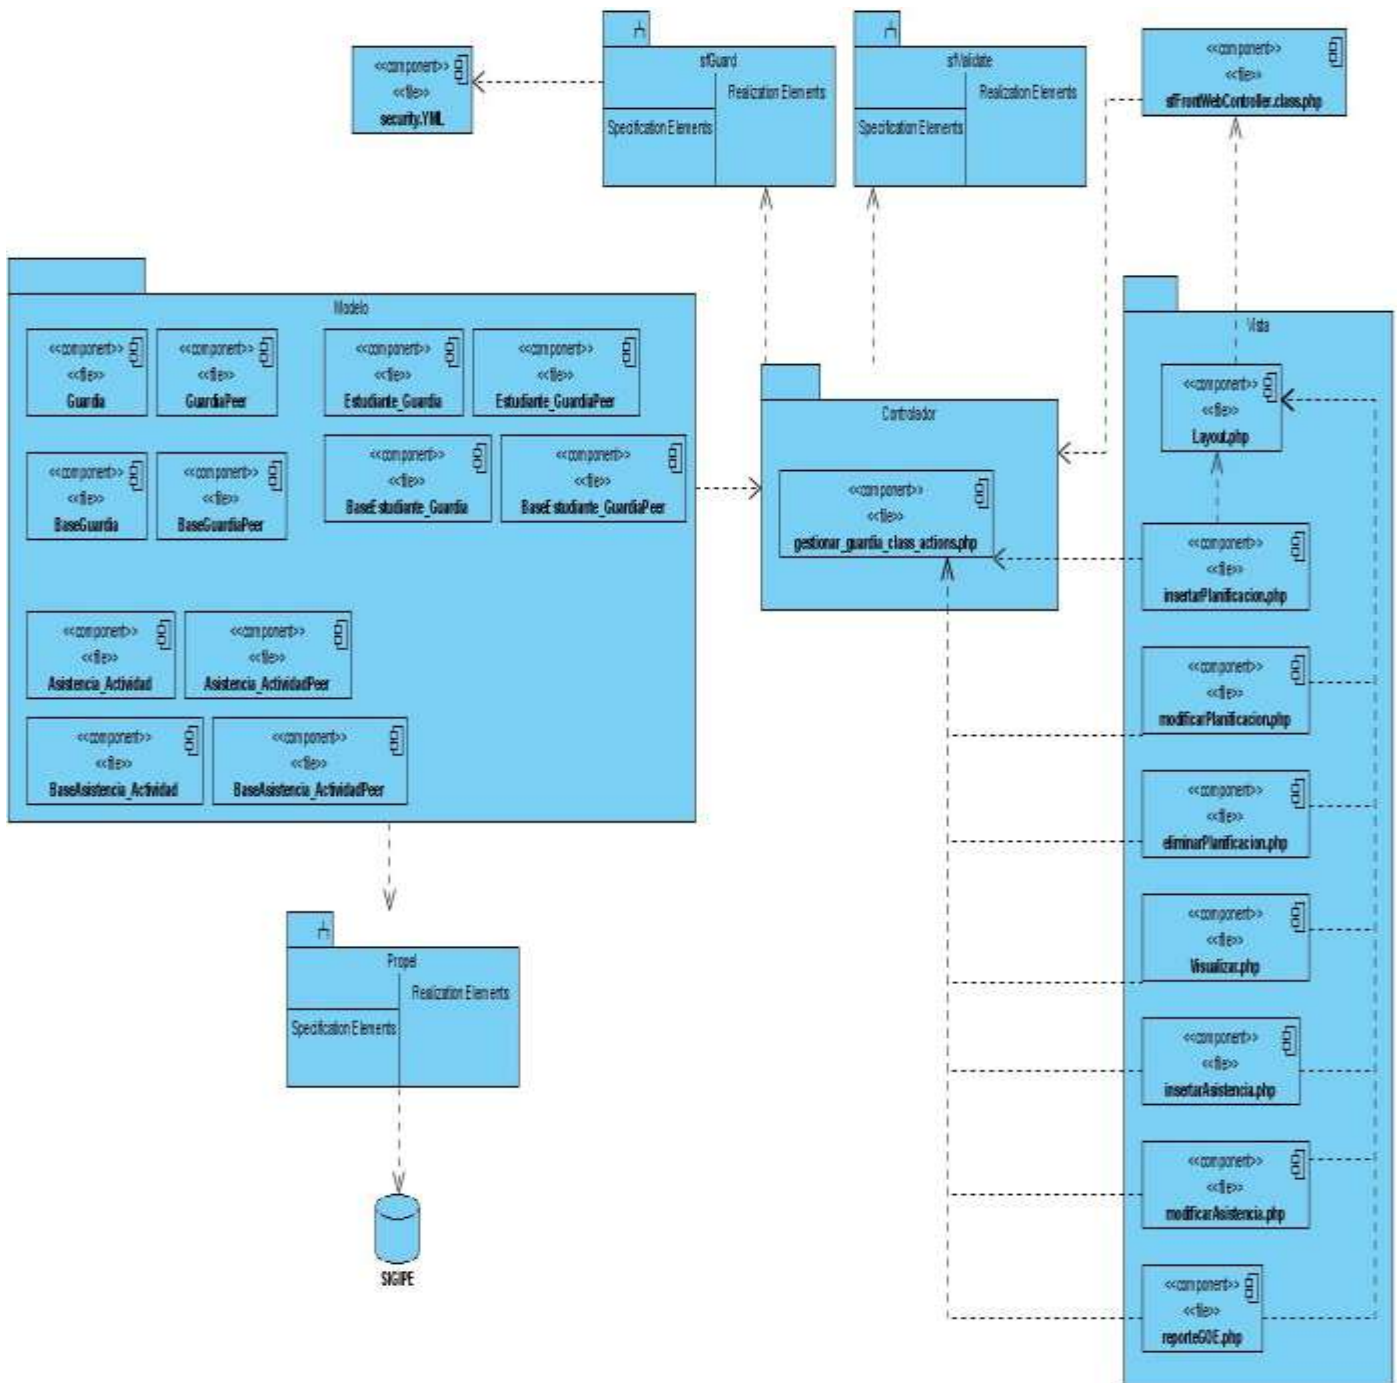 <<component>>
<<file>>
security.YML
sfGuard
Realization Elements
Specification Elements
sfValidate
Realization Elements
Specification Elements
<<component>>
<<file>>
sfFrontWebController.class.php
Modelo
<<component>>
<<file>>
Guardia
<<component>>
<<file>>
GuardiaPeer
<<component>>
<<file>>
Estudiante_Guardia
<<component>>
<<file>>
Estudiante_GuardiaPeer
<<component>>
<<file>>
BaseGuardia
<<component>>
<<file>>
BaseGuardiaPeer
<<component>>
<<file>>
BaseEstudiante_Guardia
<<component>>
<<file>>
BaseEstudiante_GuardiaPeer
<<component>>
<<file>>
Asistencia_Actividad
<<component>>
<<file>>
Asistencia_ActividadPeer
<<component>>
<<file>>
BaseAsistencia_Actividad
<<component>>
<<file>>
BaseAsistencia_ActividadPeer
Controlador
<<component>>
<<file>>
gestionar_guardia_class_actions.php
Vista
<<component>>
<<file>>
Layout.php
<<component>>
<<file>>
insertarPlanificacion.php
<<component>>
<<file>>
modificarPlanificacion.php
<<component>>
<<file>>
eliminarPlanificacion.php
<<component>>
<<file>>
Visualizar.php
<<component>>
<<file>>
insertarAsistencia.php
<<component>>
<<file>>
modificarAsistencia.php
<<component>>
<<file>>
reporteGOE.php
Propel
Realization Elements
Specification Elements
SIGIPE